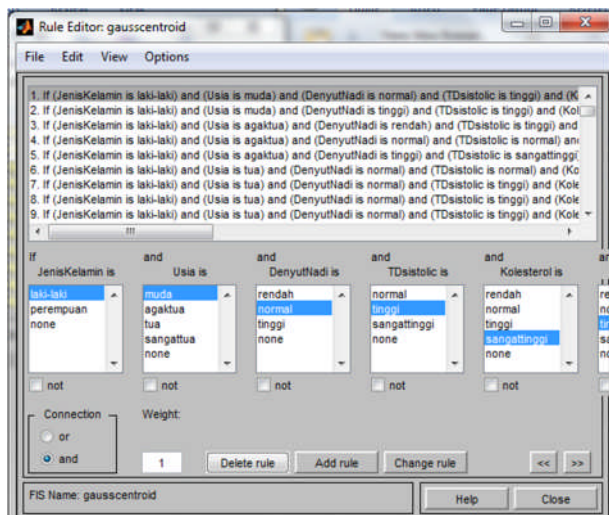 Rule Editor: gausscentroid
File Edit View Options
1. If (JenisKelamin is laki-laki) and (Usia is muda) and (DenyutNadi is normal) and (TDsistolic is tinggi) and (K
2. If (JenisKelamin is laki-laki) and (Usia is muda) and (DenyutNadi is tinggi) and (TDsistolic is tinggi) and (Kol
3. If (JenisKelamin is laki-laki) and (Usia is agaktua) and (DenyutNadi is rendah) and (TDsistolic is tinggi) and
4. If (JenisKelamin is laki-laki) and (Usia is agaktua) and (DenyutNadi is normal) and (TDsistolic is normal) and
5. If (JenisKelamin is laki-laki) and (Usia is agaktua) and (DenyutNadi is tinggi) and (TDsistolic is sangattinggi)
6. If (JenisKelamin is laki-laki) and (Usia is tua) and (DenyutNadi is normal) and (TDsistolic is normal) and (Ko
7. If (JenisKelamin is laki-laki) and (Usia is tua) and (DenyutNadi is normal) and (TDsistolic is tinggi) and (Kole
8. If (JenisKelamin is laki-laki) and (Usia is tua) and (DenyutNadi is normal) and (TDsistolic is tinggi) and (Kole
9. If (JenisKelamin is laki-laki) and (Usia is tua) and (DenyutNadi is normal) and (TDsistolic is tinggi) and (Kole
If and and and and and
JenisKelamin is Usia is DenyutNadi is TDsistolic is Kolesterol is
laki-laki muda rendah normal rendah
perempuan agaktua normal tinggi normal
none tua tinggi sangattinggi tinggi
sangattua none none sangattinggi
none none
not not not not not
Connection Weight:
or
and 1 Delete rule Add rule Change rule << >>
FIS Name: gausscentroid Help Close